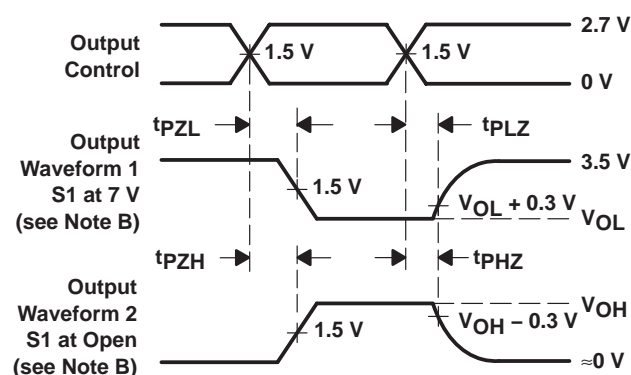 Output
Control
1.5 V
1.5 V
2.7 V
0 V
tPZL
tPLZ
Output
Waveform 1
S1 at 7 V
(see Note B)
1.5 V
3.5 V
VOL + 0.3 V
VOL
tPZH
tPHZ
Output
Waveform 2
S1 at Open
(see Note B)
1.5 V
VOH
VOH – 0.3 V
≈0 V